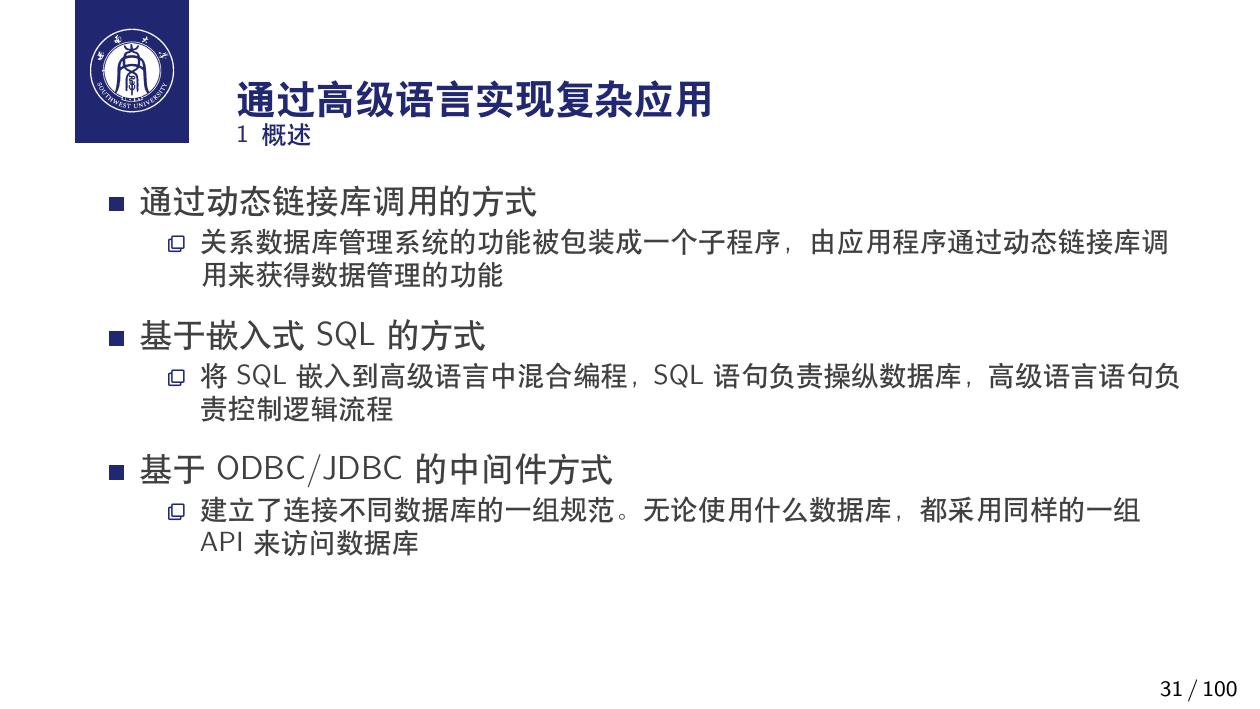 西南大学
SOUTHWEST UNIVERSITY
通过高级语言实现复杂应用
1 概述
通过动态链接库调用的方式
关系数据库管理系统的功能被包装成一个子程序，由应用程序通过动态链接库调
用来获得数据管理的功能
基于嵌入式 SQL 的方式
将 SQL 嵌入到高级语言中混合编程，SQL 语句负责操纵数据库，高级语言语句负
责控制逻辑流程
基于 ODBC/JDBC 的中间件方式
建立了连接不同数据库的一组规范。无论使用什么数据库，都采用同样的一组
API 来访问数据库
31 / 100